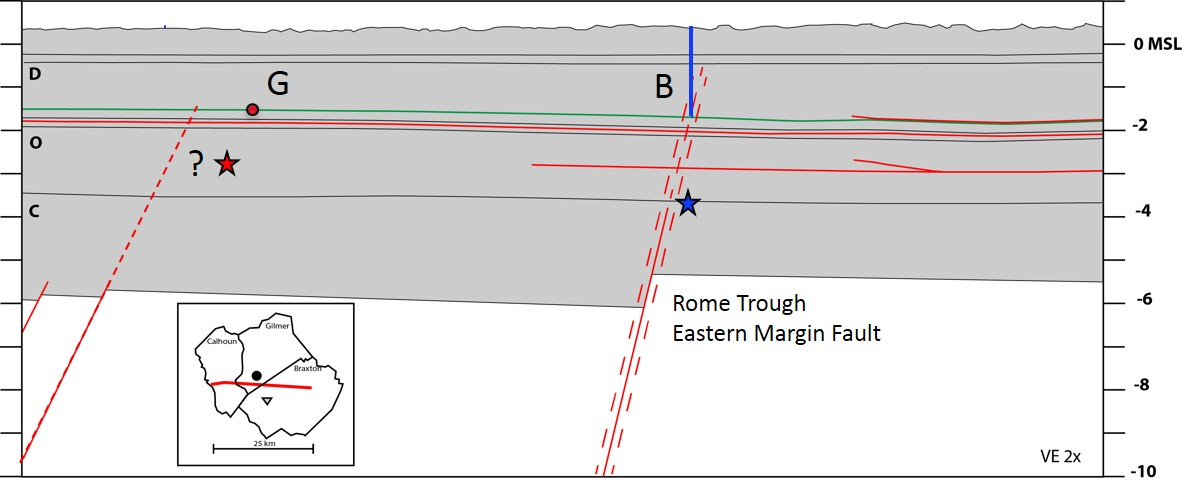 0 MSL
D
G
B
-2
O
?
C
-4
-6
Rome Trough
Eastern Margin Fault
Gilmer
Calhoun
Braxton
-8
25 km
VE 2x
-10